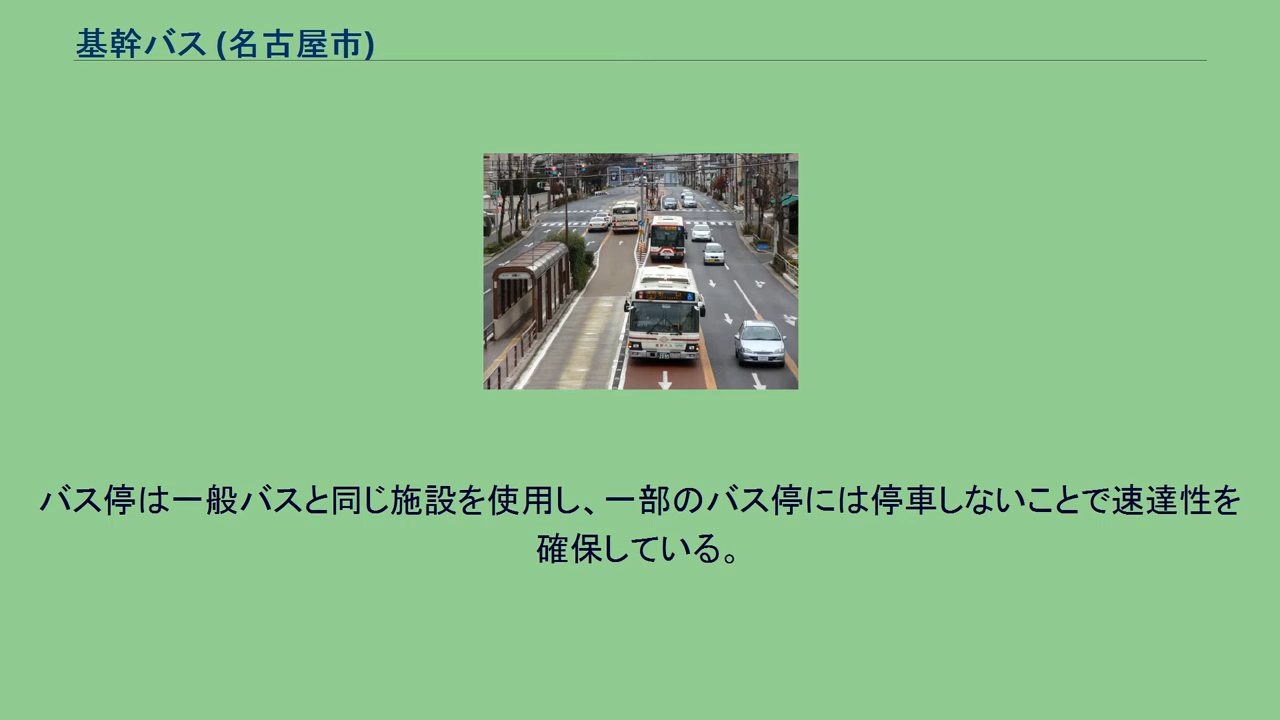 基幹バス (名古屋市)
バス停は一般バスと同じ施設を使用し、一部のバス停には停車しないことで速達性を
確保している。